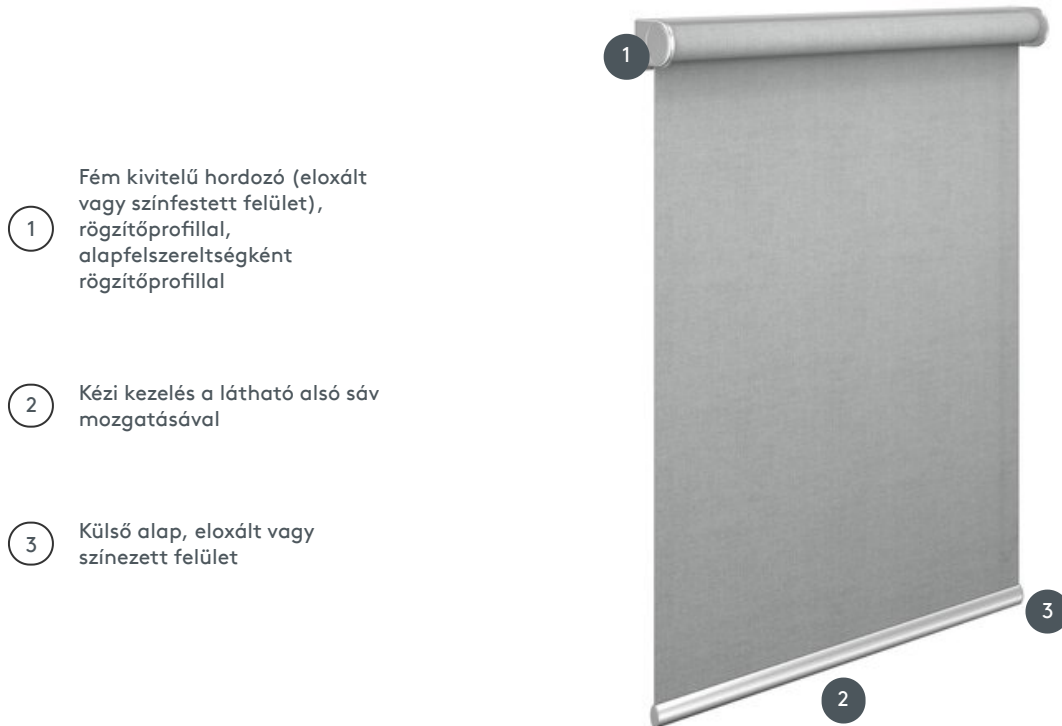 1
Fém kivitelű hordozó (eloxált
vagy színfestett felület),
rögzítőprofillal,
alapfelszereltségként
rögzítőprofillal
2
Kézi kezelés a látható alsó sáv
mozgatásával
3
Külső alap, eloxált vagy
színezett felület
1
3
2